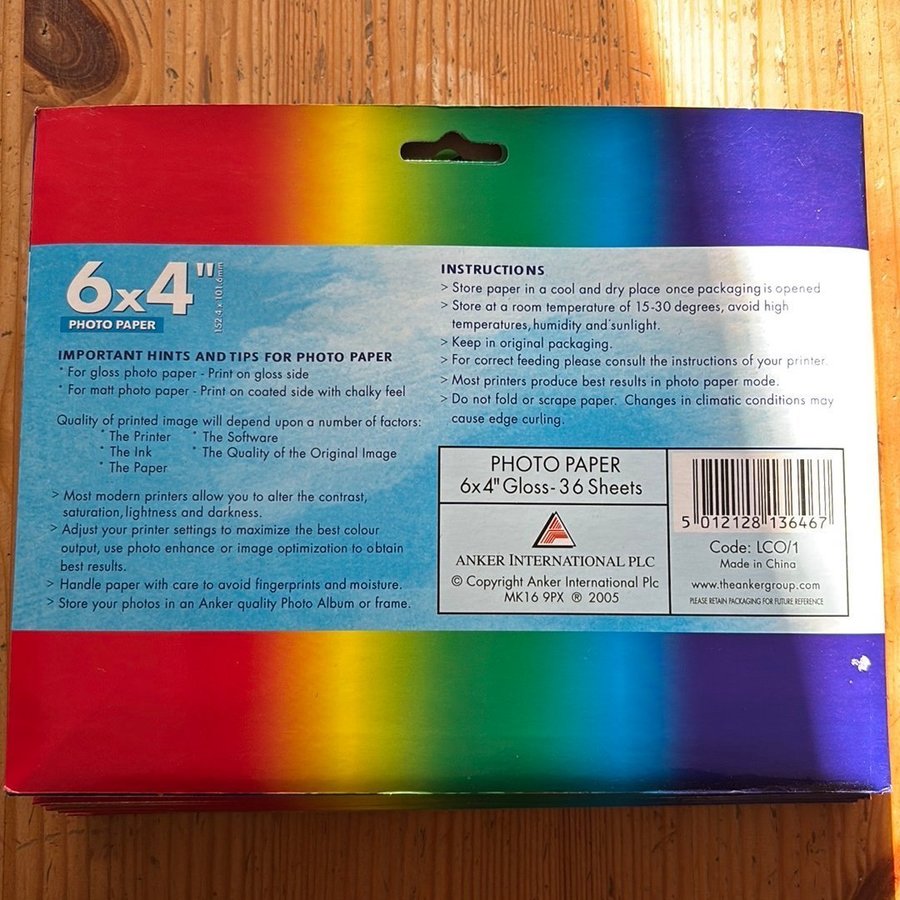 6x4"
152.4 x 101.6mm
PHOTO PAPER
IMPORTANT HINTS AND TIPS FOR PHOTO PAPER
* For gloss photo paper - Print on gloss side
* For matt photo paper - Print on coated side with chalky feel
Quality of printed image will depend upon a number of factors:
* The Printer * The Software
* The Ink * The Quality of the Original Image
* The Paper
> Most modern printers allow you to alter the contrast,
saturation, lightness and darkness.
> Adjust your printer settings to maximize the best colour
output, use photo enhance or image optimization to obtain
best results.
> Handle paper with care to avoid fingerprints and moisture.
> Store your photos in an Anker quality Photo Album or frame.
INSTRUCTIONS
> Store paper in a cool and dry place once packaging is opened
> Store at a room temperature of 15-30 degrees, avoid high
temperatures, humidity and sunlight.
> Keep in original packaging.
> For correct feeding please consult the instructions of your printer.
> Most printers produce best results in photo paper mode.
> Do not fold or scrape paper. Changes in climatic conditions may
cause edge curling.
PHOTO PAPER
6x4" Gloss - 36 Sheets
ANKER INTERNATIONAL PLC
© Copyright Anker International Plc
MK16 9PX ® 2005
5 012128 136467
Code: LCO/1
Made in China
www.theankergroup.com
PLEASE RETAIN PACKAGING FOR FUTURE REFERENCE